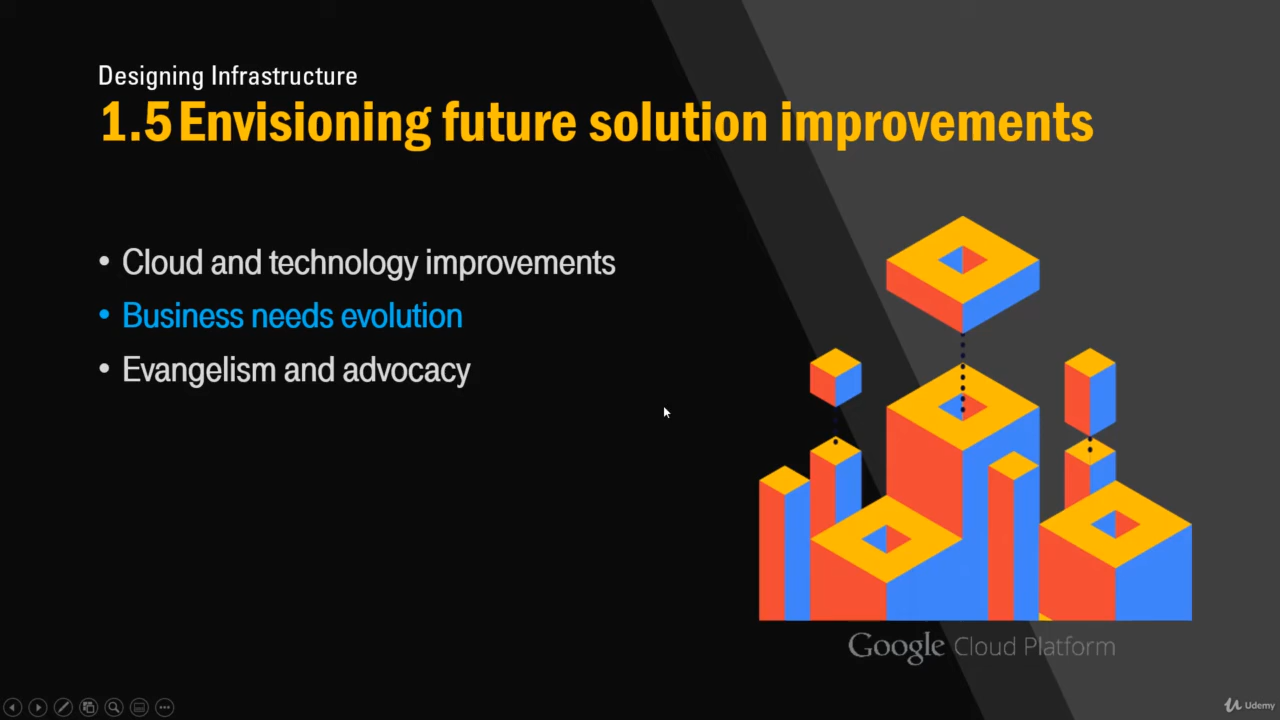 Designing Infrastructure
1.5 Envisioning future solution improvements
• Cloud and technology improvements
• Business needs evolution
• Evangelism and advocacy
Google Cloud Platform
Udemy